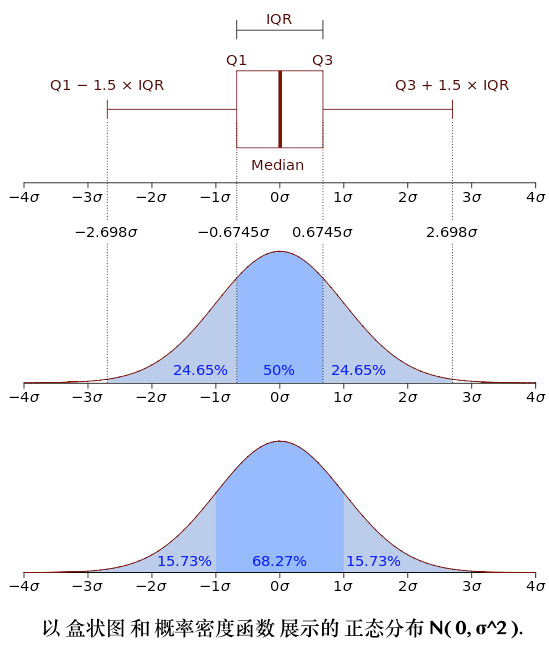 IQR
Q1 Q3
Q1 − 1.5 × IQR Q3 + 1.5 × IQR
Median
−4σ −3σ −2σ −1σ 0σ 1σ 2σ 3σ 4σ
−2.698σ −0.6745σ 0.6745σ 2.698σ
24.65% 50% 24.65%
−4σ −3σ −2σ −1σ 0σ 1σ 2σ 3σ 4σ
15.73% 68.27% 15.73%
−4σ −3σ −2σ −1σ 0σ 1σ 2σ 3σ 4σ
以 盒状图 和 概率密度函数 展示的 正态分布 N( 0, σ^2 ).